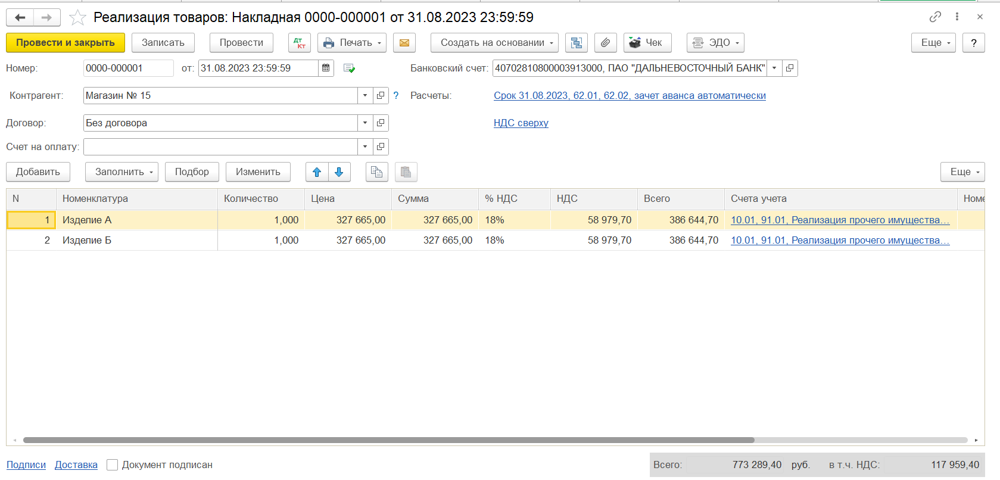 Реализация товаров: Накладная 0000-000001 от 31.08.2023 23:59:59
Провести и закрыть Записать Провести Дт Кт Печать Создать на основании Чек ЭДО Еще ?
Номер: 0000-000001 от: 31.08.2023 23:59:59 Банковский счет: 40702810800003913000, ПАО "ДАЛЬНЕВОСТОЧНЫЙ БАНК"
Контрагент: Магазин № 15 ? Расчеты: Срок 31.08.2023, 62.01, 62.02, зачет аванса автоматически
Договор: Без договора НДС сверху
Счет на оплату:
Добавить Заполнить Подбор Изменить Еще
N Номенклатура Количество Цена Сумма % НДС НДС Всего Счета учета Номе
1 Изделие А 1,000 327 665,00 327 665,00 18% 58 979,70 386 644,70 10.01, 91.01, Реализация прочего имущества...
2 Изделие Б 1,000 327 665,00 327 665,00 18% 58 979,70 386 644,70 10.01, 91.01, Реализация прочего имущества...
Подписи Доставка Документ подписан Всего: 773 289,40 руб. в т.ч. НДС: 117 959,40